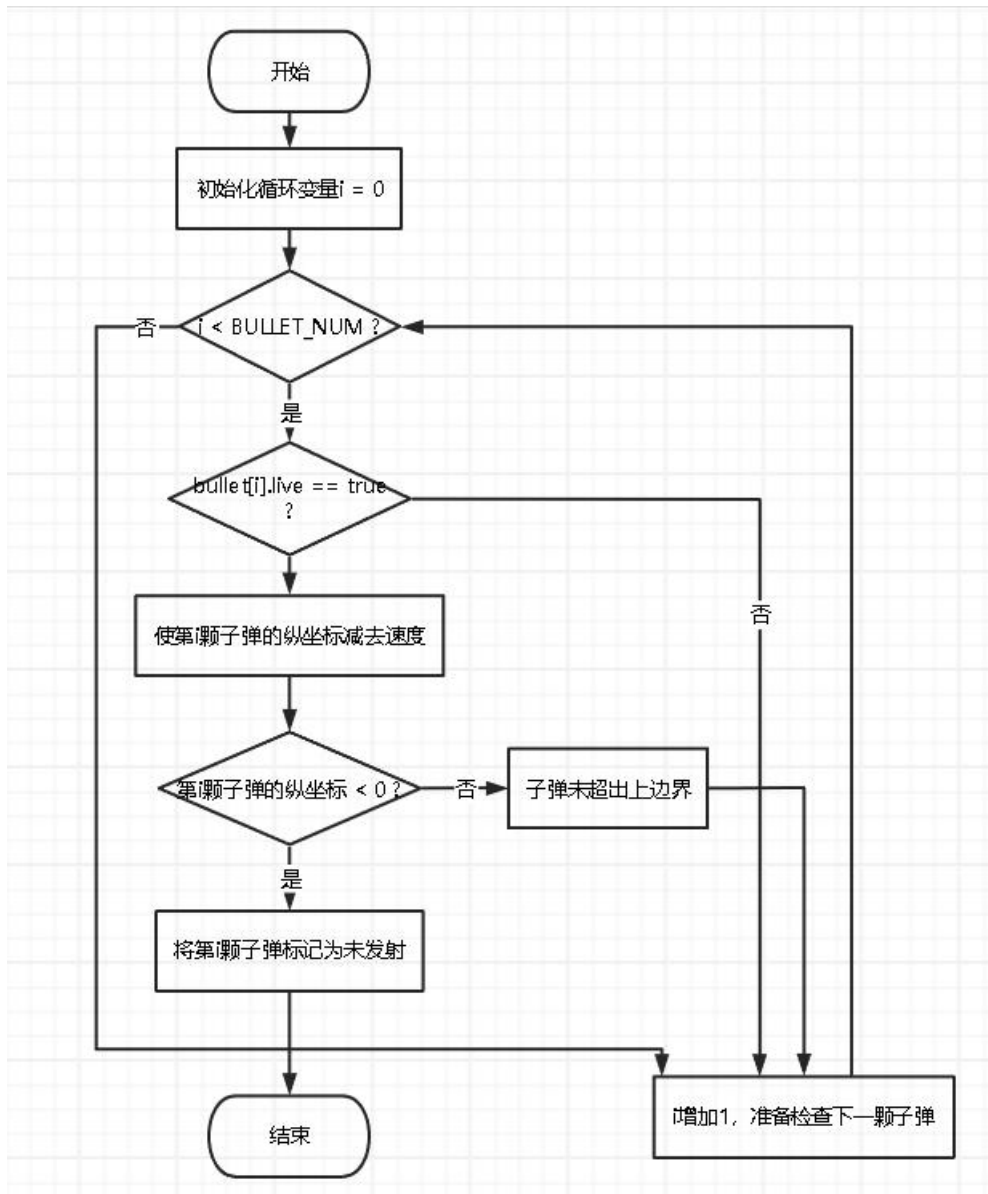 开始
初始化循环变量i = 0
i < BULLET_NUM ?
否
是
bullet[i].live == true
?
否
使第i颗子弹的纵坐标减去速度
第i颗子弹的纵坐标 < 0 ?
否
子弹未超出上边界
是
将第i颗子弹标记为未发射
i增加1，准备检查下一颗子弹
结束